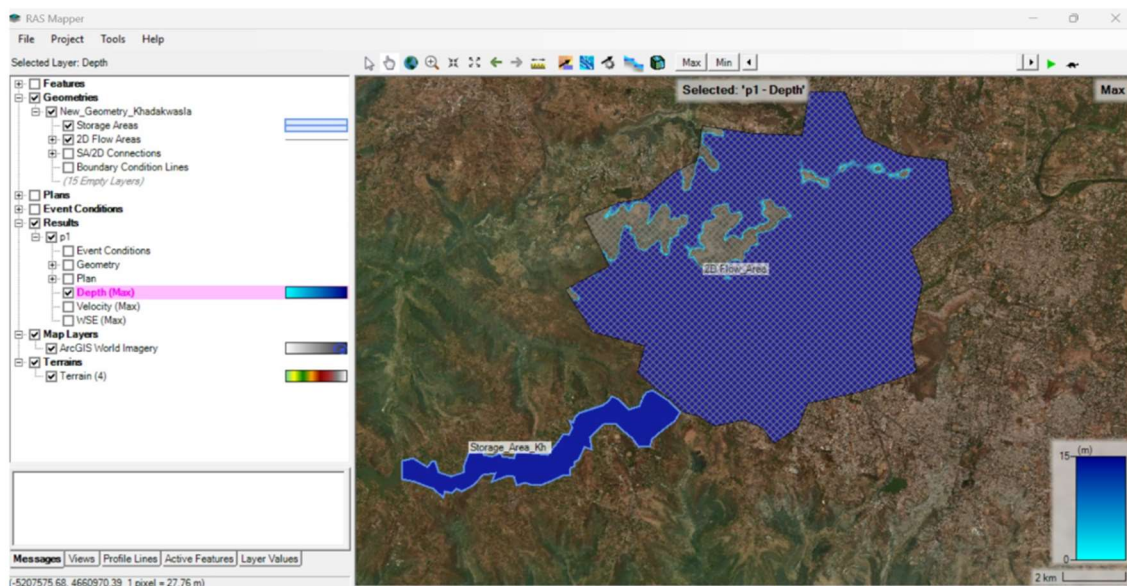 RAS Mapper
File Project Tools Help
Selected Layer: Depth
Max Min
Features
Geometries
New_Geometry_Khadakwasla
Storage Areas
2D Flow Areas
SA/2D Connections
Boundary Condition Lines
(15 Empty Layers)
Plans
Event Conditions
Results
p1
Event Conditions
Geometry
Plan
Depth (Max)
Velocity (Max)
WSE (Max)
Map Layers
ArcGIS World Imagery
Terrains
Terrain (4)
Selected: 'p1 - Depth'
Max
2D Flow_Area
Storage_Area_Kh
(m)
15
0
2 km
Messages Views Profile Lines Active Features Layer Values
(-5207575.68, 4660970.39 1 pixel = 27.76 m)